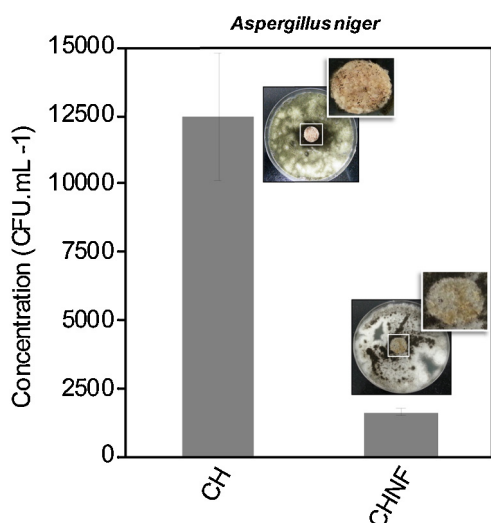 Aspergillus niger
Concentration (CFU.mL -1)
15000
12500
10000
7500
5000
2500
0
CH
CHNF